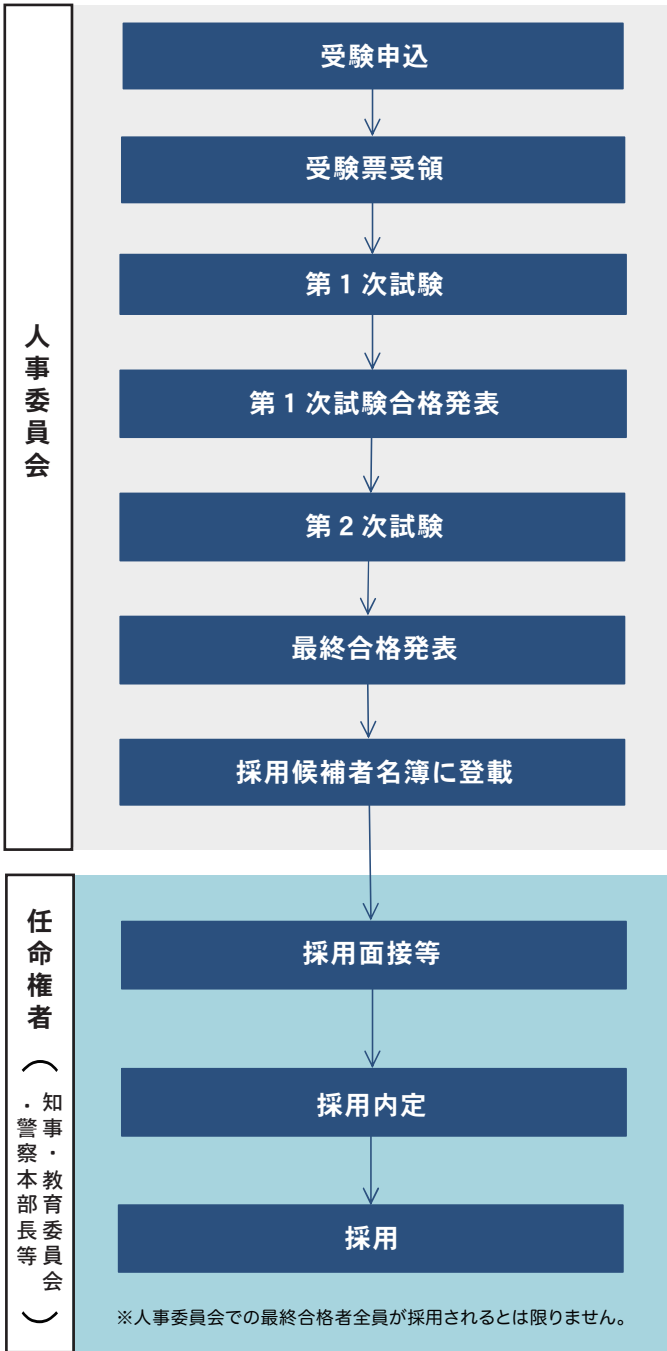 人事委員会
受験申込
受験票受領
第1次試験
第1次試験合格発表
第2次試験
最終合格発表
採用候補者名簿に登載
任命権者
（知事・教育委員会
・警察本部長等）
採用面接等
採用内定
採用
※人事委員会での最終合格者全員が採用されるとは限りません。